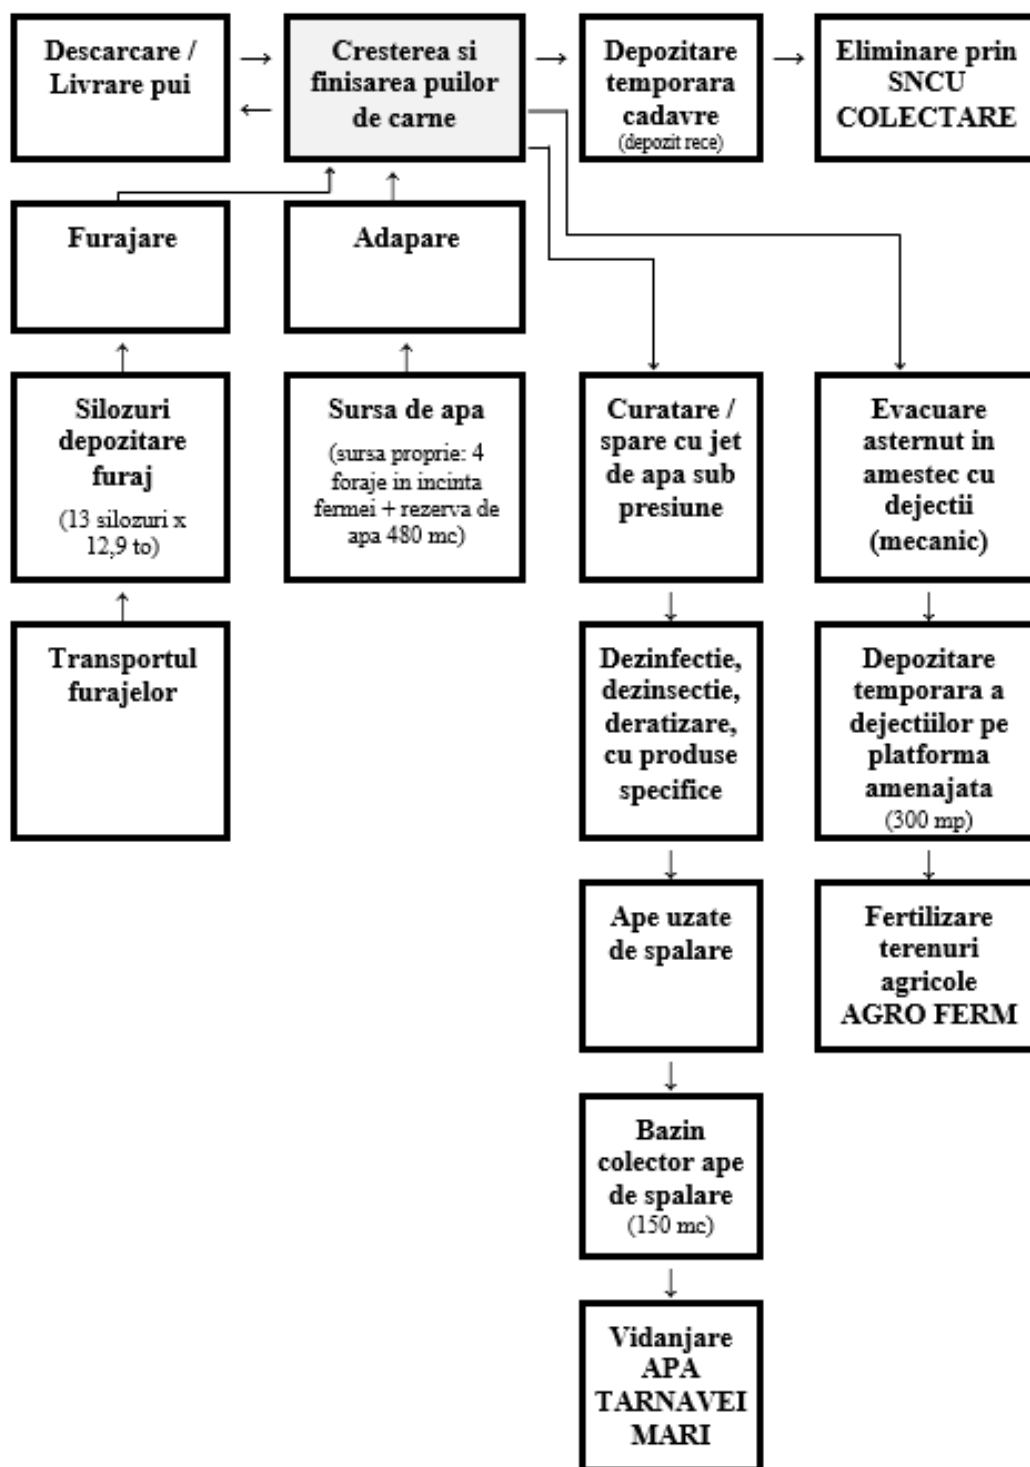 Descarcare /
Livrare pui
→
←
Cresterea si
finisarea puilor
de carne
→
Depozitare
temporara
cadavre
(depozit rece)
→
Eliminare prin
SNCU
COLECTARE
Furajare
Adapare
Silozuri
depozitare
furaj
(13 silozuri x
12,9 to)
Sursa de apa
(sursa proprie: 4
foraje in incinta
fermei + rezerva de
apa 480 mc)
Curatare /
spare cu jet
de apa sub
presiune
Evacuare
asternut in
amestec cu
dejectii
(mecanic)
Transportul
furajelor
Dezinfectie,
dezinsectie,
deratizare,
cu produse
specifice
Depozitare
temporara a
dejectiilor pe
platforma
amenajata
(300 mp)
Ape uzate
de spalare
Fertilizare
terenuri
agricole
AGRO FERM
Bazin
colector ape
de spalare
(150 mc)
Vidanjare
APA
TARNAVEI
MARI